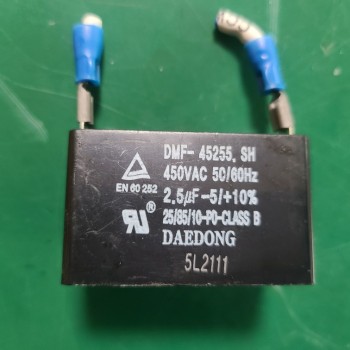 DMF- 45255, SH
450VAC 50/60Hz
EN 60 252
2.5µF-5/+10%
25/85/10-P0-CLASS B
DAEDONG
5L2111